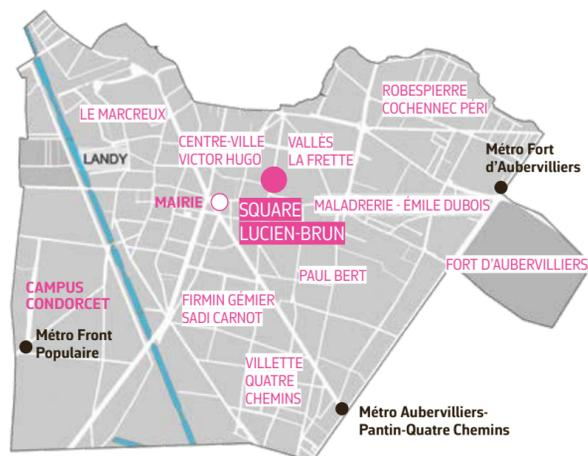 ROBESPIERRE
COCHENNEC PÉRI
LE MARCREUX
CENTRE-VILLE
VICTOR HUGO
VALLÈS
LA FRETTE
Métro Fort
d'Aubervilliers
LANDY
MAIRIE
SQUARE
LUCIEN-BRUN
MALADRERIE - ÉMILE DUBOIS
FORT D'AUBERVILLIERS
PAUL BERT
CAMPUS
CONDORCET
FIRMIN GÉMIER
SADI CARNOT
Métro Front
Populaire
VILLETTE
QUATRE
CHEMINS
Métro Aubervilliers-
Pantin-Quatre Chemins